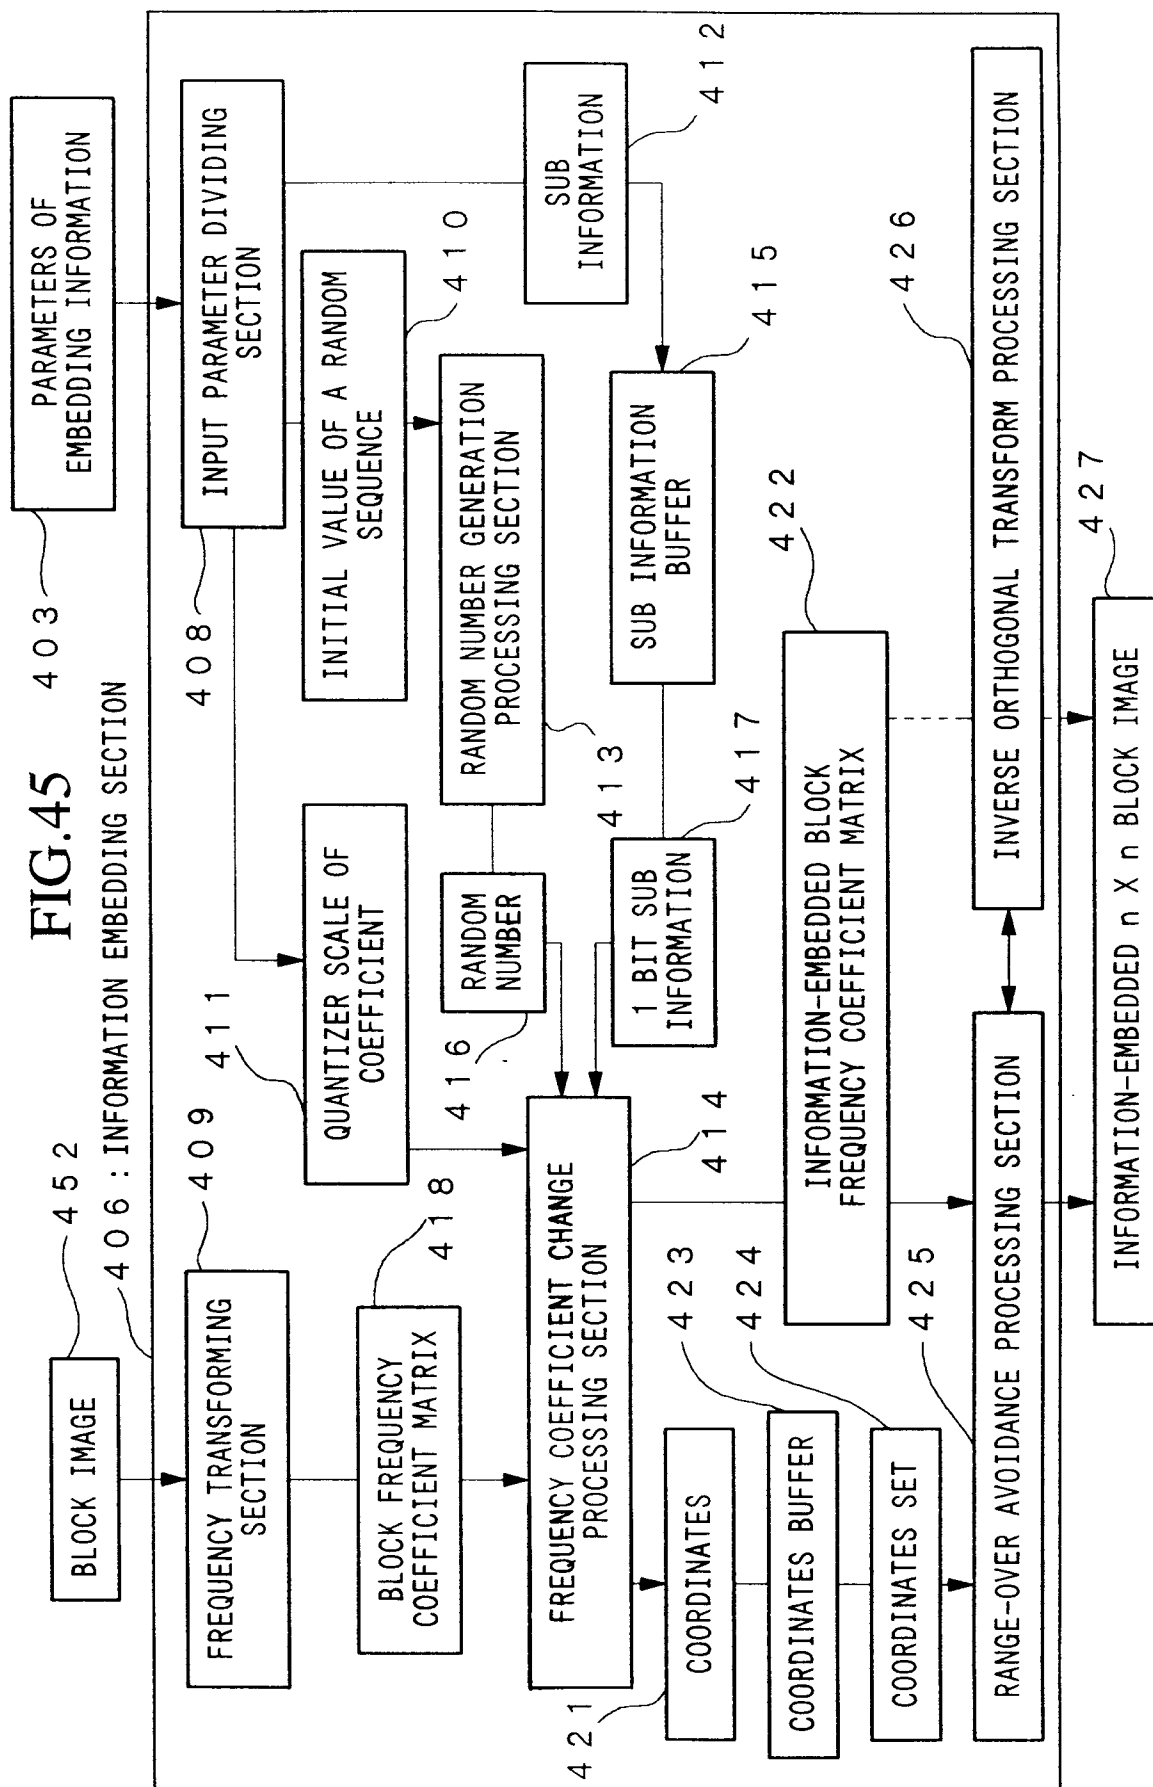 FIG.45
BLOCK IMAGE
452
PARAMETERS OF
EMBEDDING INFORMATION
403
406 : INFORMATION EMBEDDING SECTION
FREQUENCY TRANSFORMING
SECTION
409
INPUT PARAMETER DIVIDING
SECTION
408
BLOCK FREQUENCY
COEFFICIENT MATRIX
418
QUANTIZER SCALE OF
COEFFICIENT
411
INITIAL VALUE OF A RANDOM
SEQUENCE
410
SUB
INFORMATION
412
RANDOM
NUMBER
416
RANDOM NUMBER GENERATION
PROCESSING SECTION
413
FREQUENCY COEFFICIENT CHANGE
PROCESSING SECTION
414
1 BIT SUB
INFORMATION
417
SUB INFORMATION
BUFFER
415
COORDINATES
421
COORDINATES BUFFER
423
INFORMATION-EMBEDDED BLOCK
FREQUENCY COEFFICIENT MATRIX
422
COORDINATES SET
424
RANGE-OVER AVOIDANCE PROCESSING SECTION
425
INVERSE ORTHOGONAL TRANSFORM PROCESSING SECTION
426
INFORMATION-EMBEDDED n X n BLOCK IMAGE
427